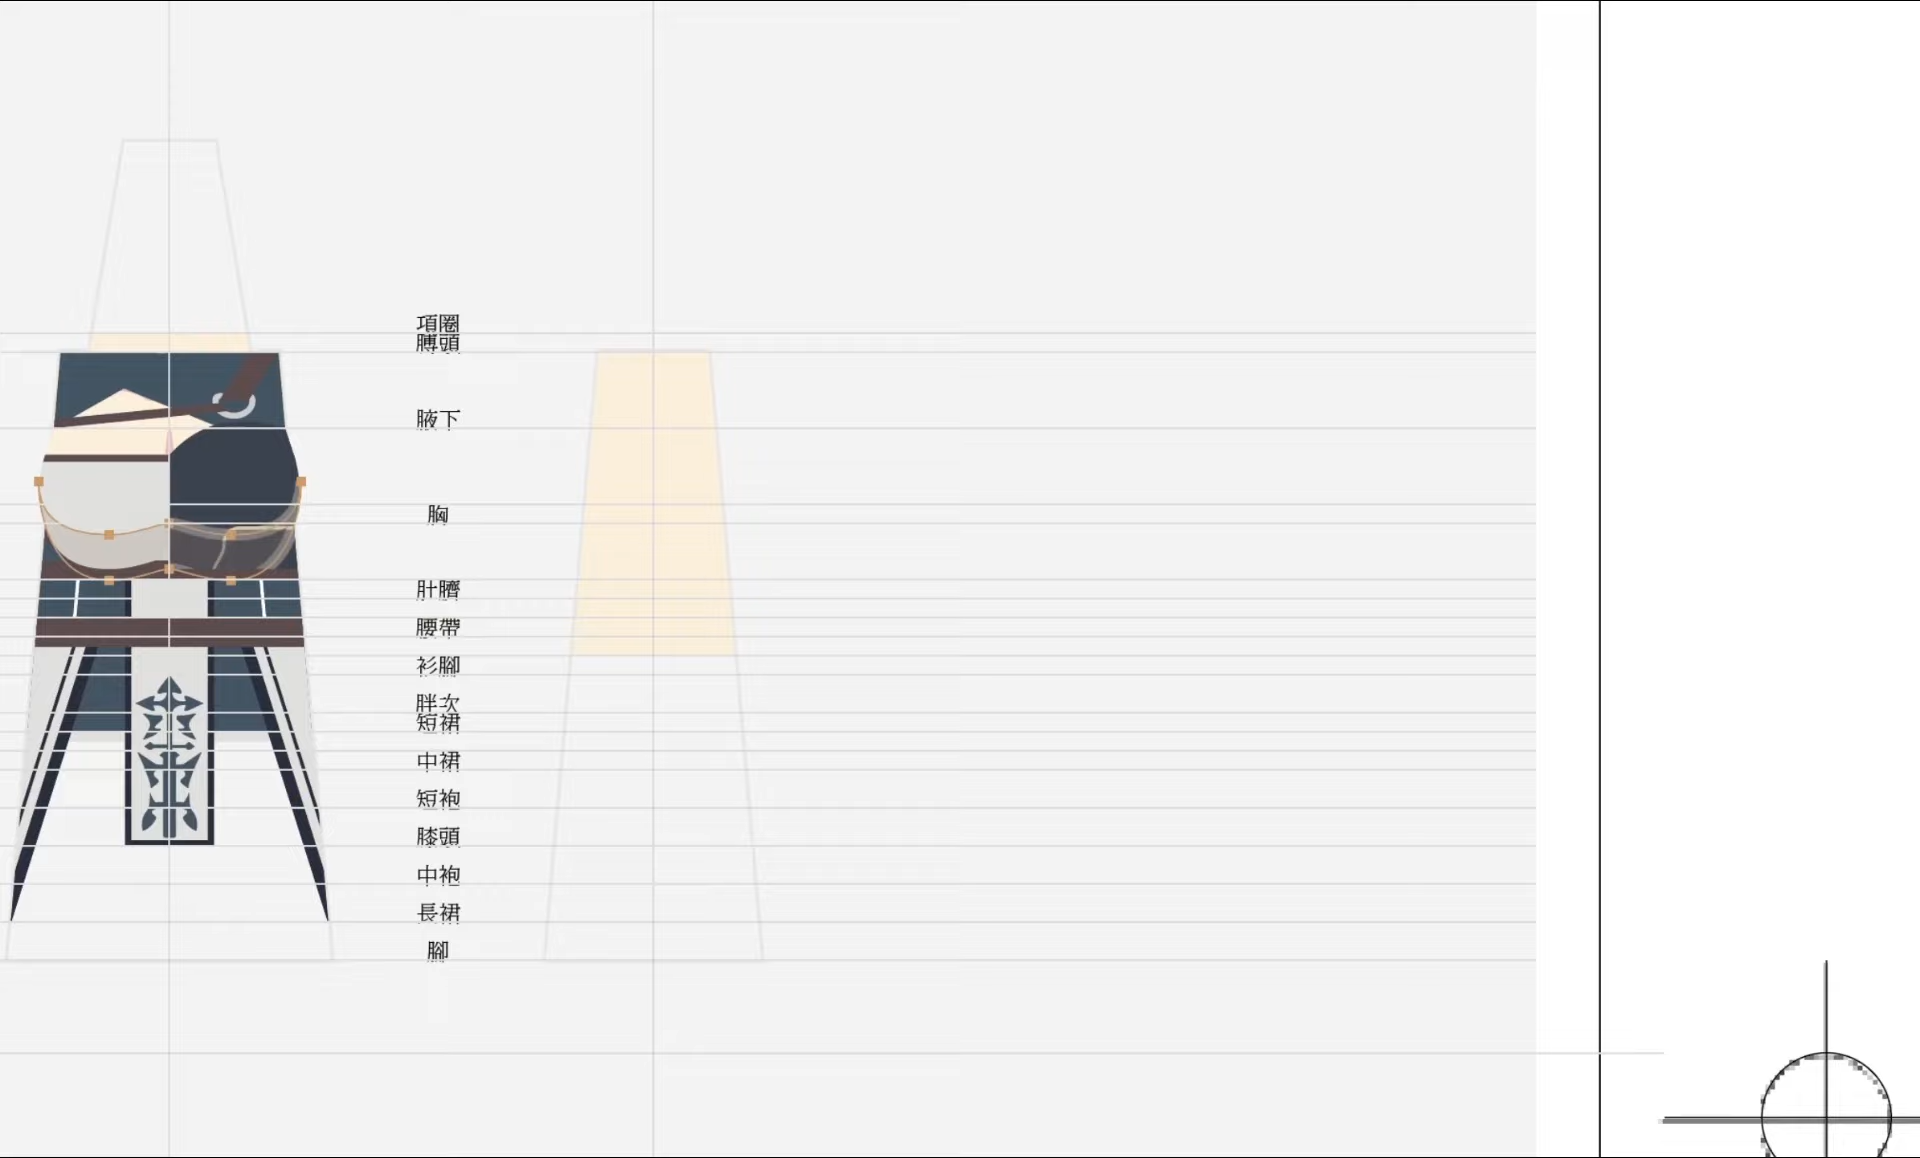 項圈
膊頭
腋下
胸
肚臍
腰帶
衫腳
胖次
短裙
中裙
短袍
膝頭
中袍
長裙
腳